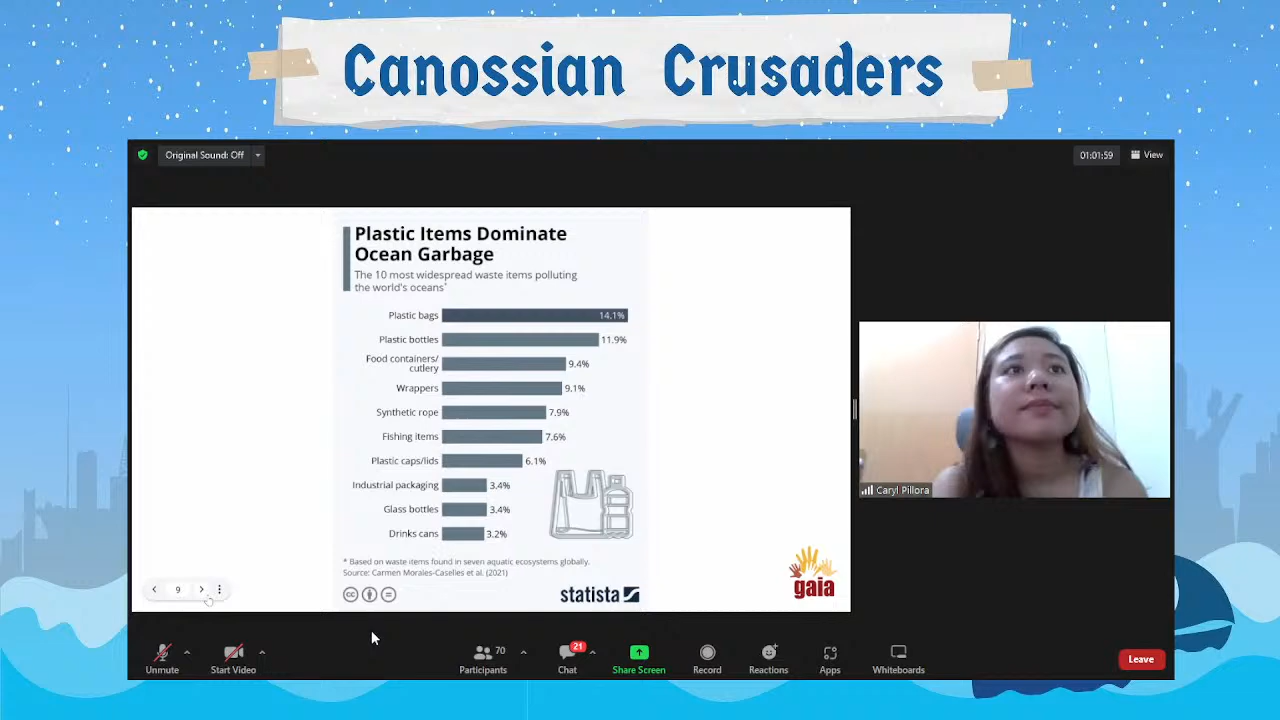 Canossian Crusaders
Original Sound: Off
01:01:59
View
Plastic Items Dominate
Ocean Garbage
The 10 most widespread waste items polluting
the world's oceans*
Plastic bags 14.1%
Plastic bottles 11.9%
Food containers/
cutlery 9.4%
Wrappers 9.1%
Synthetic rope 7.9%
Fishing items 7.6%
Plastic caps/lids 6.1%
Industrial packaging 3.4%
Glass bottles 3.4%
Drinks cans 3.2%
* Based on waste items found in seven aquatic ecosystems globally.
Source: Carmen Morales-Caselles et al. (2021)
cc
statista
gaia
9
Caryl Pillora
Unmute
Start Video
70
Participants
21
Chat
Share Screen
Record
Reactions
Apps
Whiteboards
Leave